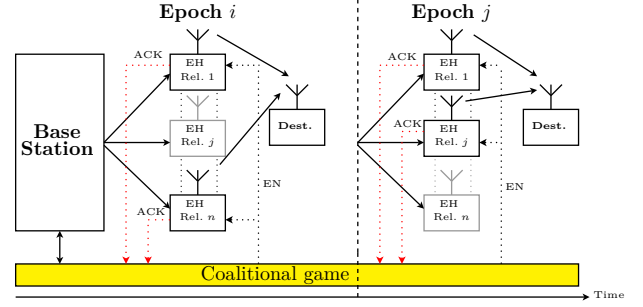 Epoch i
Epoch j
ACK
EH
Rel. 1
ACK
EH
Rel. 1
Base
Station
EH
Rel. j
Dest.
ACK
EH
Rel. j
Dest.
EN
EN
ACK
EH
Rel. n
EH
Rel. n
Coalitional game
Time